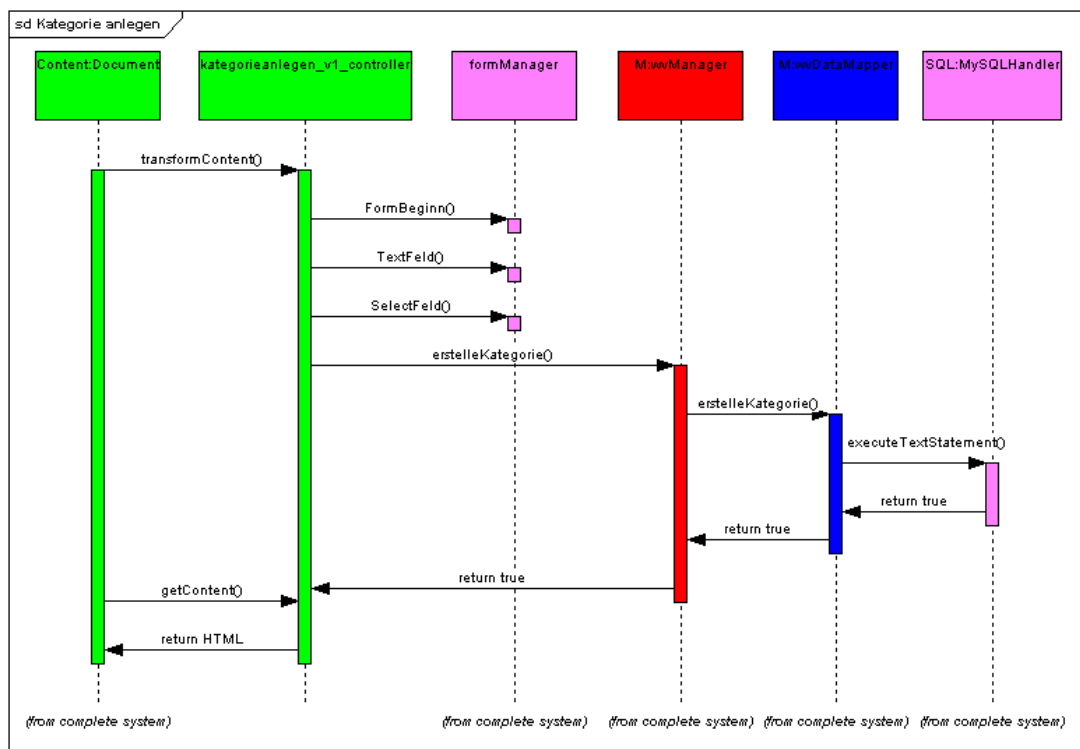 sd Kategorie anlegen
Content:Document
kategorieanlegen_v1_controller
formManager
M:wvManager
M:wvDataMapper
SQL:MySQLHandler
transformContent()
FormBeginn()
TextFeld()
SelectFeld()
erstelleKategorie()
erstelleKategorie()
executeTextStatement()
return true
return true
return true
getContent()
return HTML
(from complete system)
(from complete system)
(from complete system)
(from complete system)
(from complete system)